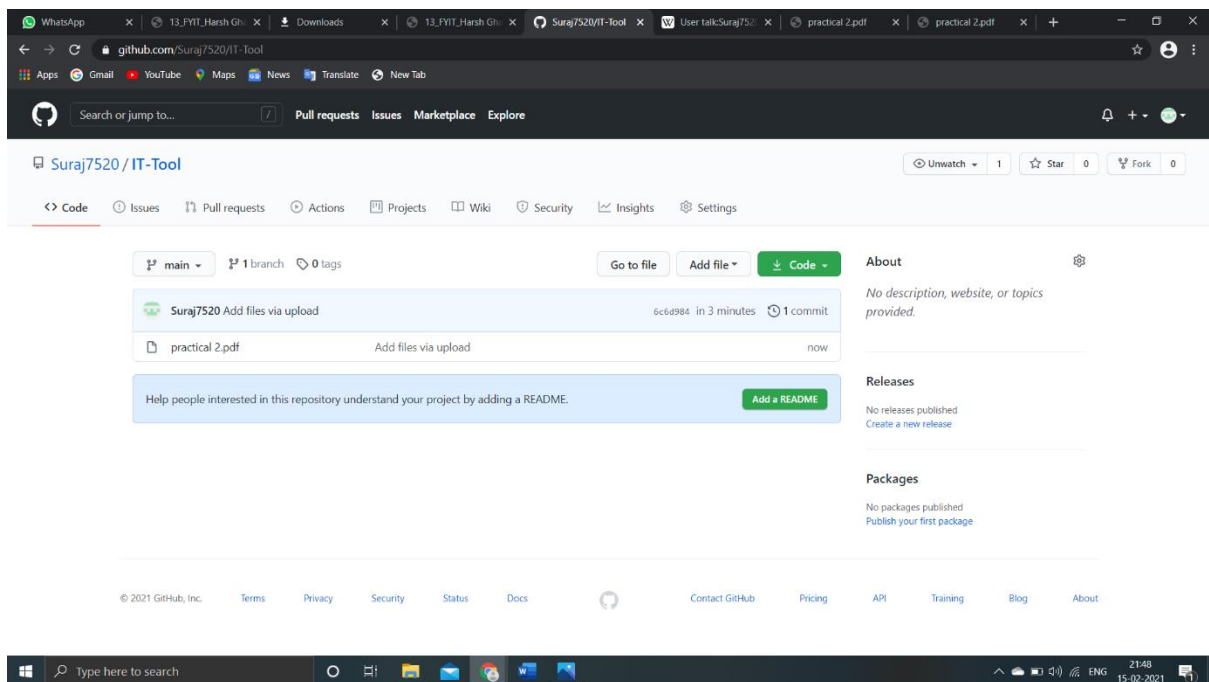 WhatsApp 13_FYIT_Harsh Gha Downloads 13_FYIT_Harsh Gha Suraj7520/IT-Tool User talk:Suraj752 practical 2.pdf practical 2.pdf
github.com/Suraj7520/IT-Tool
Apps Gmail YouTube Maps News Translate New Tab
Search or jump to... / Pull requests Issues Marketplace Explore
Suraj7520 / IT-Tool Unwatch 1 Star 0 Fork 0
<> Code Issues Pull requests Actions Projects Wiki Security Insights Settings
main 1 branch 0 tags Go to file Add file Code
Suraj7520 Add files via upload 6c6d984 in 3 minutes 1 commit
practical 2.pdf Add files via upload now
Help people interested in this repository understand your project by adding a README. Add a README
About
No description, website, or topics
provided.
Releases
No releases published
Create a new release
Packages
No packages published
Publish your first package
© 2021 GitHub, Inc. Terms Privacy Security Status Docs Contact GitHub Pricing API Training Blog About
Type here to search ENG 21:48
15-02-2021